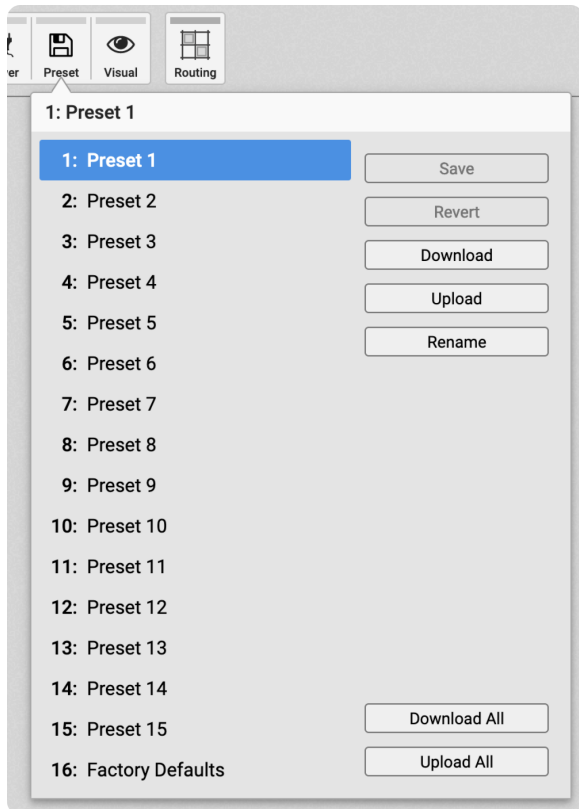 er Preset Visual Routing
1: Preset 1
1: Preset 1
Save
2: Preset 2
Revert
3: Preset 3
Download
4: Preset 4
Upload
5: Preset 5
Rename
6: Preset 6
7: Preset 7
8: Preset 8
9: Preset 9
10: Preset 10
11: Preset 11
12: Preset 12
13: Preset 13
14: Preset 14
Download All
15: Preset 15
Upload All
16: Factory Defaults